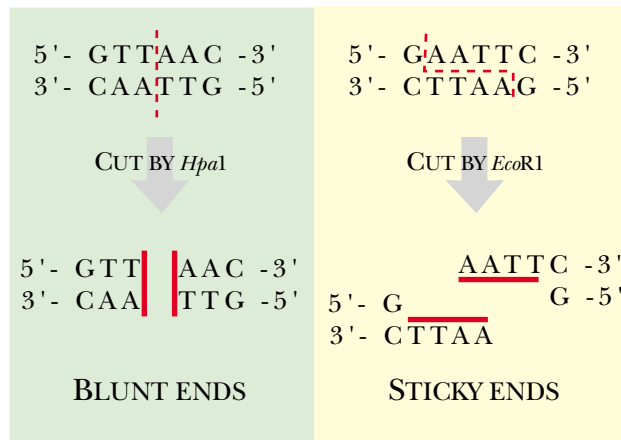 5'- GTTAAC -3'
3'- CAATTG -5'
CUT BY Hpa1
5'- GTT AAC -3'
3'- CAA TTG -5'
BLUNT ENDS
5'- GAATTC -3'
3'- CTTAAG -5'
CUT BY EcoR1
AATTC -3'
G -5'
5'- G
3'- CTTAA
STICKY ENDS